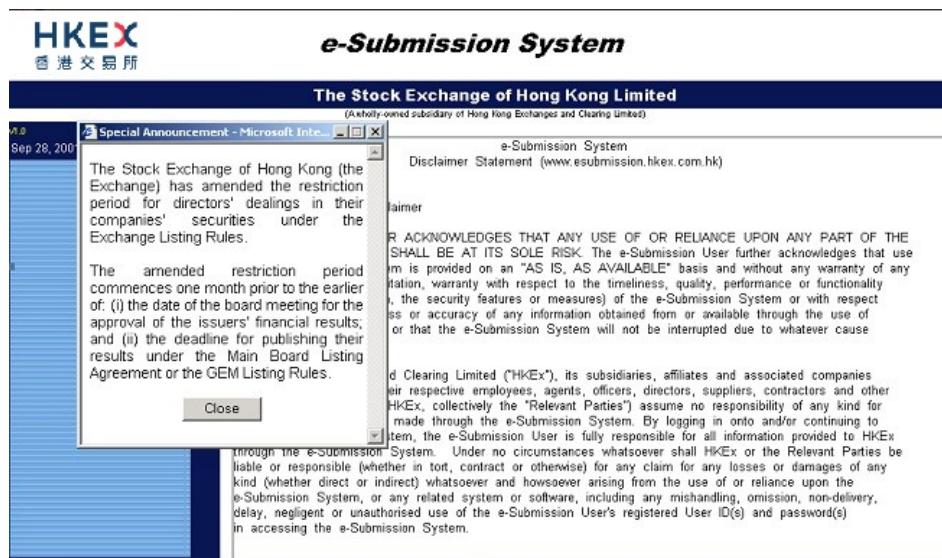 HKEX
香港交易所
e-Submission System
The Stock Exchange of Hong Kong Limited
(A wholly-owned subsidiary of Hong Kong Exchanges and Clearing Limited)
v1.0
Sep 28, 200
Special Announcement - Microsoft Inte...
The Stock Exchange of Hong Kong (the
Exchange) has amended the restriction
period for directors' dealings in their
companies' securities under the
Exchange Listing Rules.
The amended restriction period
commences one month prior to the earlier
of: (i) the date of the board meeting for the
approval of the issuers' financial results;
and (ii) the deadline for publishing their
results under the Main Board Listing
Agreement or the GEM Listing Rules.
Close
e-Submission System
Disclaimer Statement (www.esubmission.hkex.com.hk)
laimer
R ACKNOWLEDGES THAT ANY USE OF OR RELIANCE UPON ANY PART OF THE
SHALL BE AT ITS SOLE RISK. The e-Submission User further acknowledges that use
m is provided on an "AS IS, AS AVAILABLE" basis and without any warranty of any
tation, warranty with respect to the timeliness, quality, performance or functionality
, the security features or measures) of the e-Submission System or with respect
ss or accuracy of any information obtained from or available through the use of
or that the e-Submission System will not be interrupted due to whatever cause
d Clearing Limited ("HKEx"), its subsidiaries, affiliates and associated companies
eir respective employees, agents, officers, directors, suppliers, contractors and other
HKEx, collectively the "Relevant Parties") assume no responsibility of any kind for
made through the e-Submission System. By logging in onto and/or continuing to
tem, the e-Submission User is fully responsible for all information provided to HKEx
through the e-Submission System. Under no circumstances whatsoever shall HKEx or the Relevant Parties be
liable or responsible (whether in tort, contract or otherwise) for any claim for any losses or damages of any
kind (whether direct or indirect) whatsoever and howsoever arising from the use of or reliance upon the
e-Submission System, or any related system or software, including any mishandling, omission, non-delivery,
delay, negligent or unauthorised use of the e-Submission User's registered User ID(s) and password(s)
in accessing the e-Submission System.